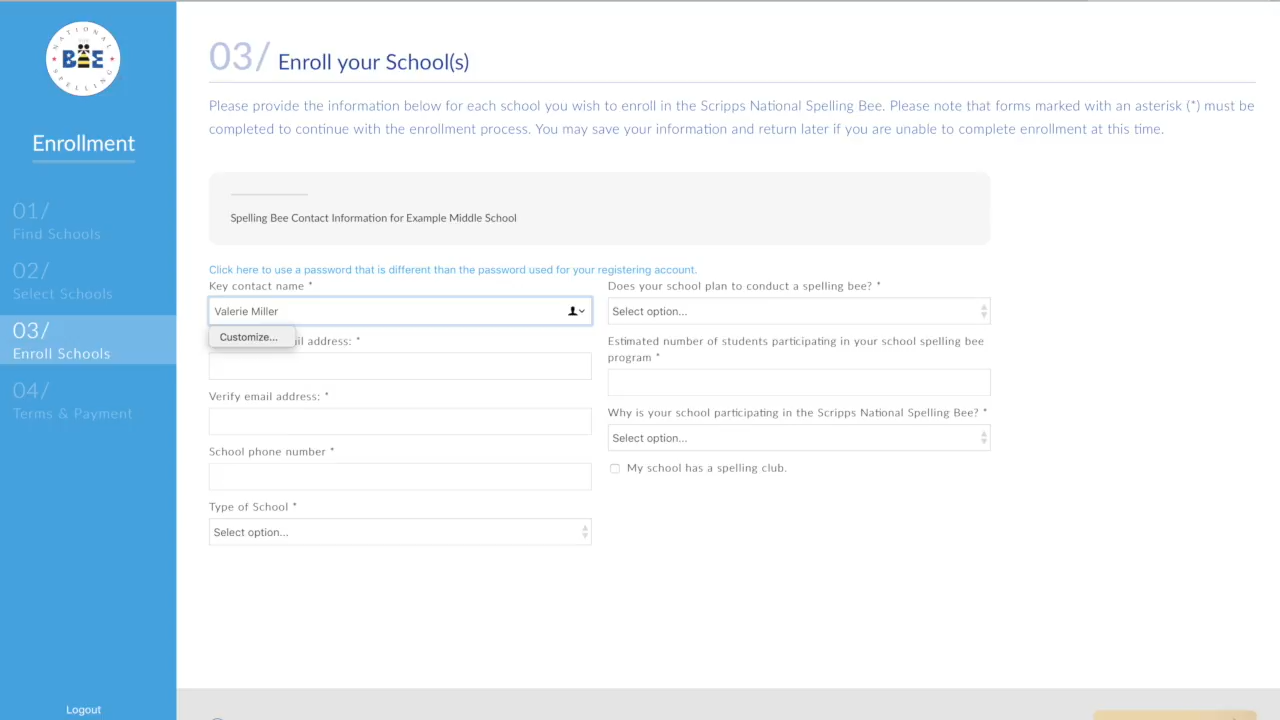 NATIONAL
BEE
SPELLING
Enrollment
01/
Find Schools
02/
Select Schools
03/
Enroll Schools
04/
Terms & Payment
Logout
03/ Enroll your School(s)
Please provide the information below for each school you wish to enroll in the Scripps National Spelling Bee. Please note that forms marked with an asterisk (*) must be
completed to continue with the enrollment process. You may save your information and return later if you are unable to complete enrollment at this time.
Spelling Bee Contact Information for Example Middle School
Click here to use a password that is different than the password used for your registering account.
Key contact name *
Valerie Miller
Customize...
address: *
Verify email address: *
School phone number *
Type of School *
Select option...
Does your school plan to conduct a spelling bee? *
Select option...
Estimated number of students participating in your school spelling bee
program *
Why is your school participating in the Scripps National Spelling Bee? *
Select option...
My school has a spelling club.